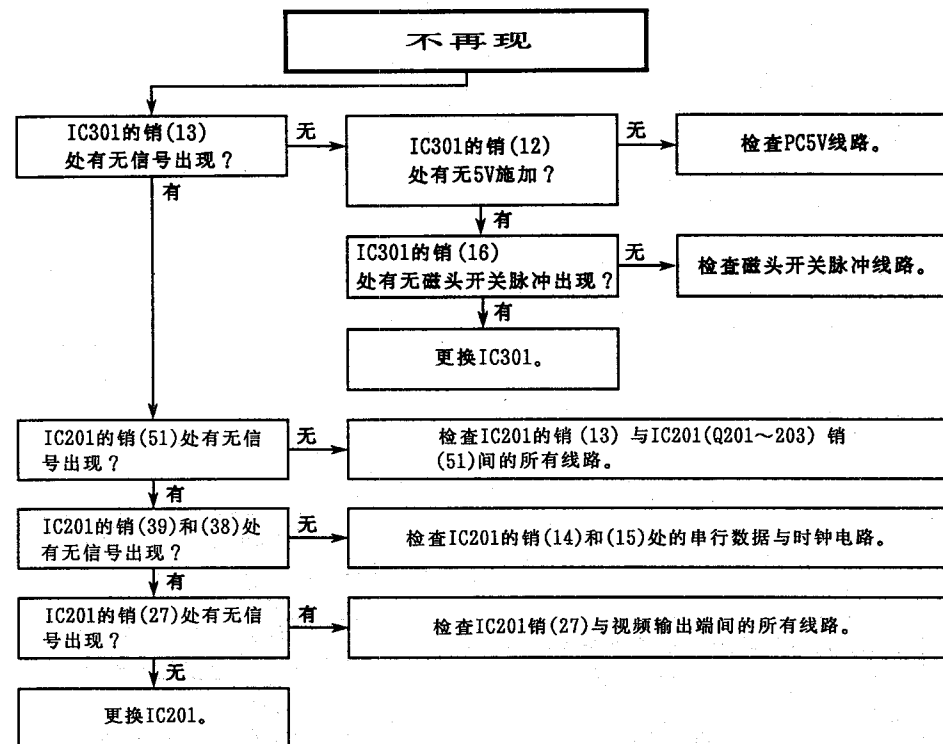 不再现
IC301的销(13)
处有无信号出现？
无
IC301的销(12)
处有无5V施加？
无
检查PC5V线路。
有
有
IC301的销(16)
处有无磁头开关脉冲出现？
无
检查磁头开关脉冲线路。
有
更换IC301。
IC201的销(51)处有无信
号出现？
无
检查IC201的销(13)与IC201(Q201～203)销
(51)间的所有线路。
有
IC201的销(39)和(38)处
有无信号出现？
无
检查IC201的销(14)和(15)处的串行数据与时钟电路。
有
IC201的销(27)处有无信
号出现？
有
检查IC201销(27)与视频输出端间的所有线路。
无
更换IC201。